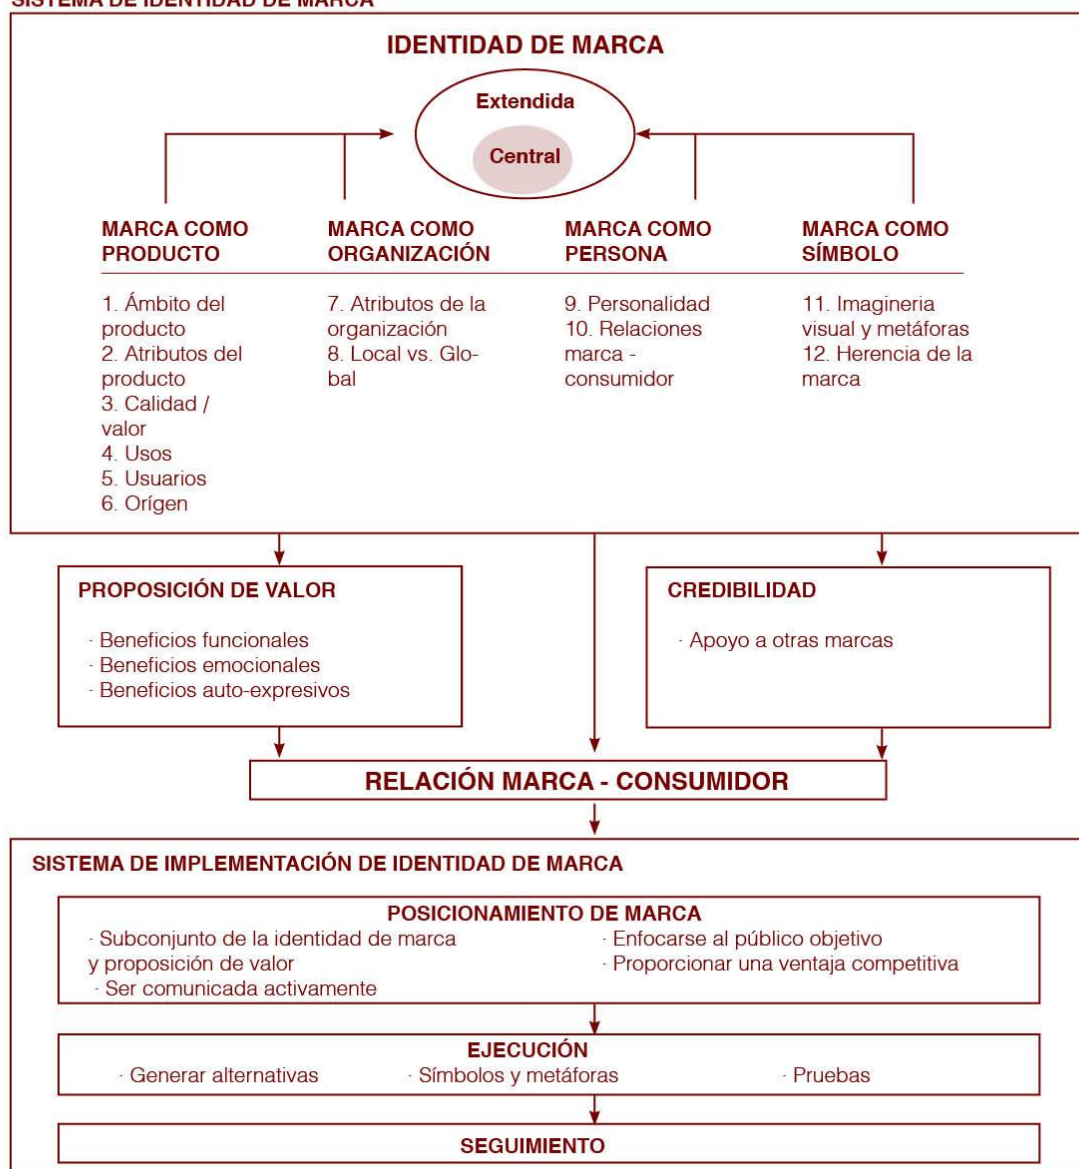 SISTEMA DE IDENTIDAD DE MARCA
IDENTIDAD DE MARCA
Extendida
Central
MARCA COMO
PRODUCTO
MARCA COMO
ORGANIZACIÓN
MARCA COMO
PERSONA
MARCA COMO
SÍMBOLO
1. Ámbito del
producto
2. Atributos del
producto
3. Calidad /
valor
4. Usos
5. Usuarios
6. Orígen
7. Atributos de la
organización
8. Local vs. Glo-
bal
9. Personalidad
10. Relaciones
marca -
consumidor
11. Imagineria
visual y metáforas
12. Herencia de la
marca
PROPOSICIÓN DE VALOR
· Beneficios funcionales
· Beneficios emocionales
· Beneficios auto-expresivos
CREDIBILIDAD
· Apoyo a otras marcas
RELACIÓN MARCA - CONSUMIDOR
SISTEMA DE IMPLEMENTACIÓN DE IDENTIDAD DE MARCA
POSICIONAMIENTO DE MARCA
· Subconjunto de la identidad de marca
y proposición de valor
· Ser comunicada activamente
· Enfocarse al público objetivo
· Proporcionar una ventaja competitiva
EJECUCIÓN
· Generar alternativas
· Símbolos y metáforas
· Pruebas
SEGUIMIENTO